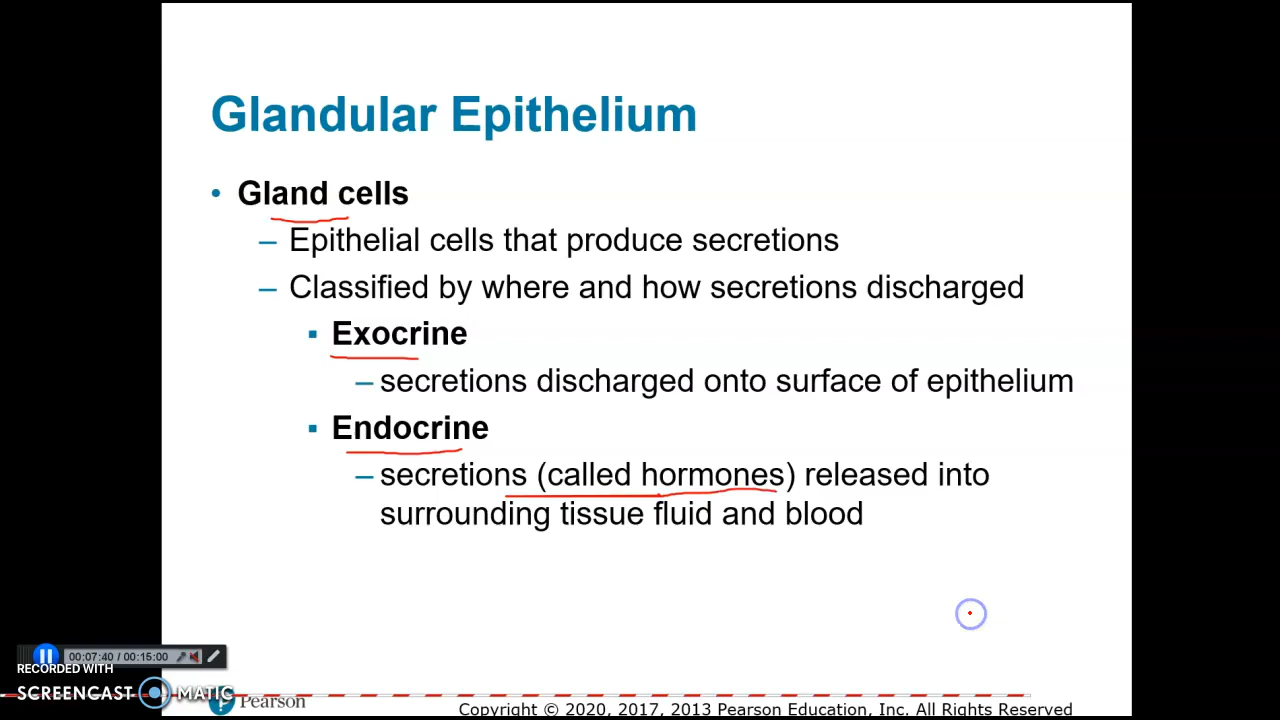 Glandular Epithelium
• Gland cells
– Epithelial cells that produce secretions
– Classified by where and how secretions discharged
▪ Exocrine
– secretions discharged onto surface of epithelium
▪ Endocrine
– secretions (called hormones) released into
surrounding tissue fluid and blood
00:07:40 / 00:15:00
RECORDED WITH
SCREENCAST MATIC
Pearson
Copyright © 2020, 2017, 2013 Pearson Education, Inc. All Rights Reserved